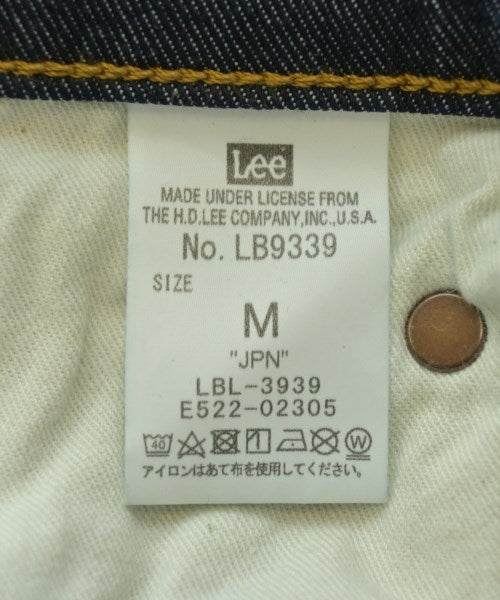 Lee
MADE UNDER LICENSE FROM
THE H.D.LEE COMPANY,INC.,U.S.A.
No. LB9339
SIZE
M
"JPN"
LBL-3939
E522-02305
40 W
アイロンはあて布を使用してください。